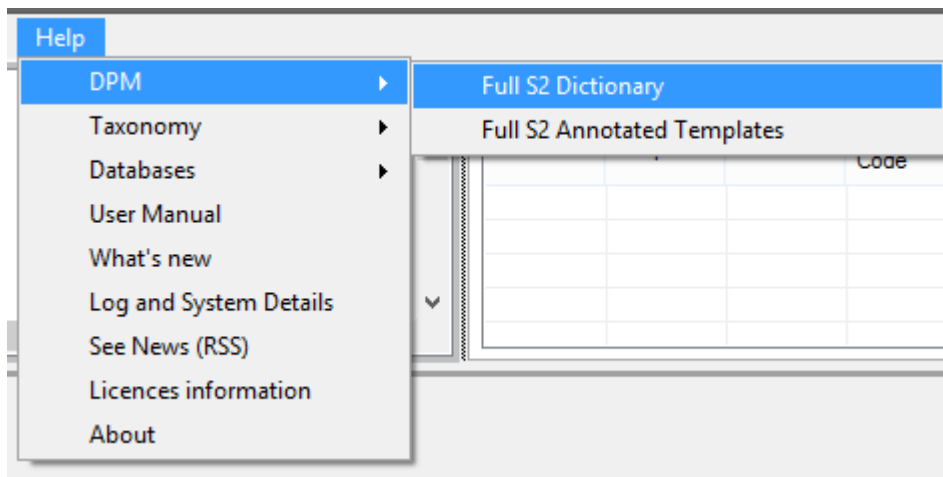 Help
DPM
Full S2 Dictionary
Taxonomy
Full S2 Annotated Templates
Databases
Code
User Manual
What's new
Log and System Details
See News (RSS)
Licences information
About